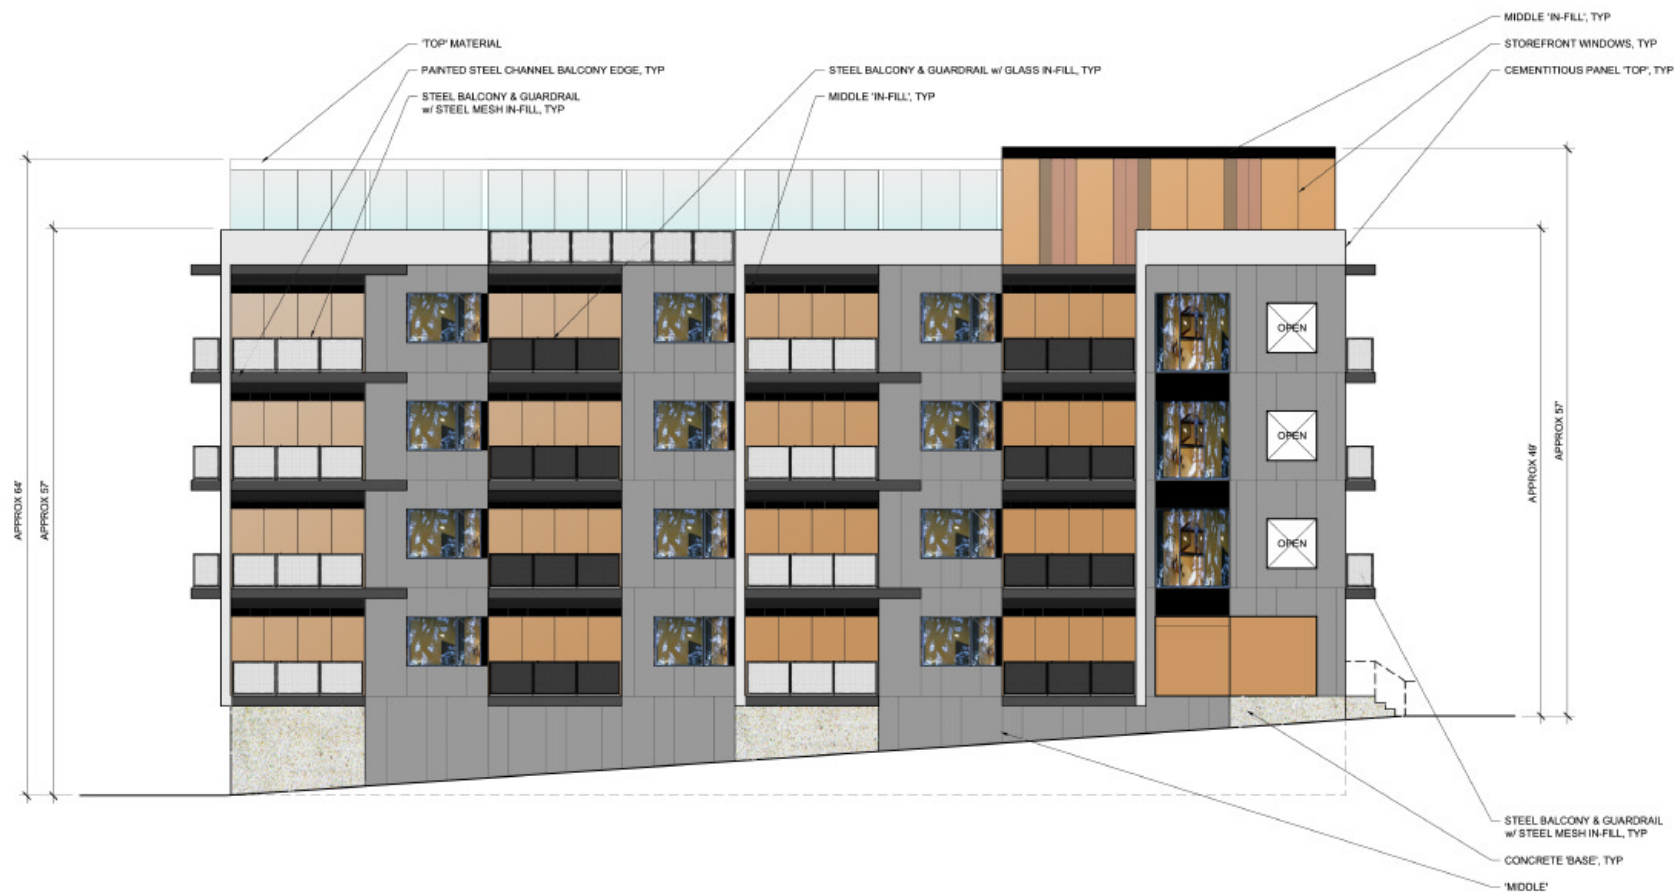 MIDDLE 'IN-FILL', TYP
'TOP' MATERIAL
STOREFRONT WINDOWS, TYP
PAINTED STEEL CHANNEL BALCONY EDGE, TYP
STEEL BALCONY & GUARDRAIL w/ GLASS IN-FILL, TYP
CEMENTITIOUS PANEL 'TOP', TYP
STEEL BALCONY & GUARDRAIL
w/ STEEL MESH IN-FILL, TYP
MIDDLE 'IN-FILL', TYP
OPEN
OPEN
OPEN
APPROX 64'
APPROX 57'
APPROX 49'
APPROX 57'
STEEL BALCONY & GUARDRAIL
w/ STEEL MESH IN-FILL, TYP
CONCRETE 'BASE', TYP
'MIDDLE'